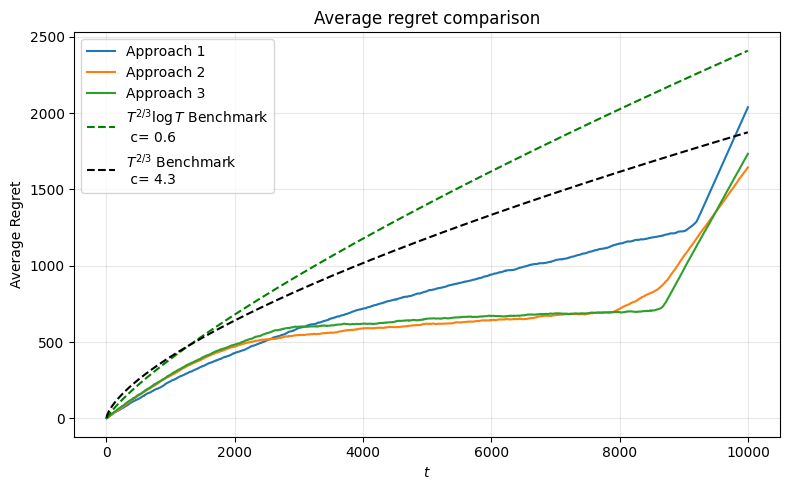 Average regret comparison
Average Regret
2500
2000
1500
1000
500
0
Approach 1
Approach 2
Approach 3
$T^{2/3}\log T$ Benchmark
c= 0.6
$T^{2/3}$ Benchmark
c= 4.3
0 2000 4000 6000 8000 10000
t